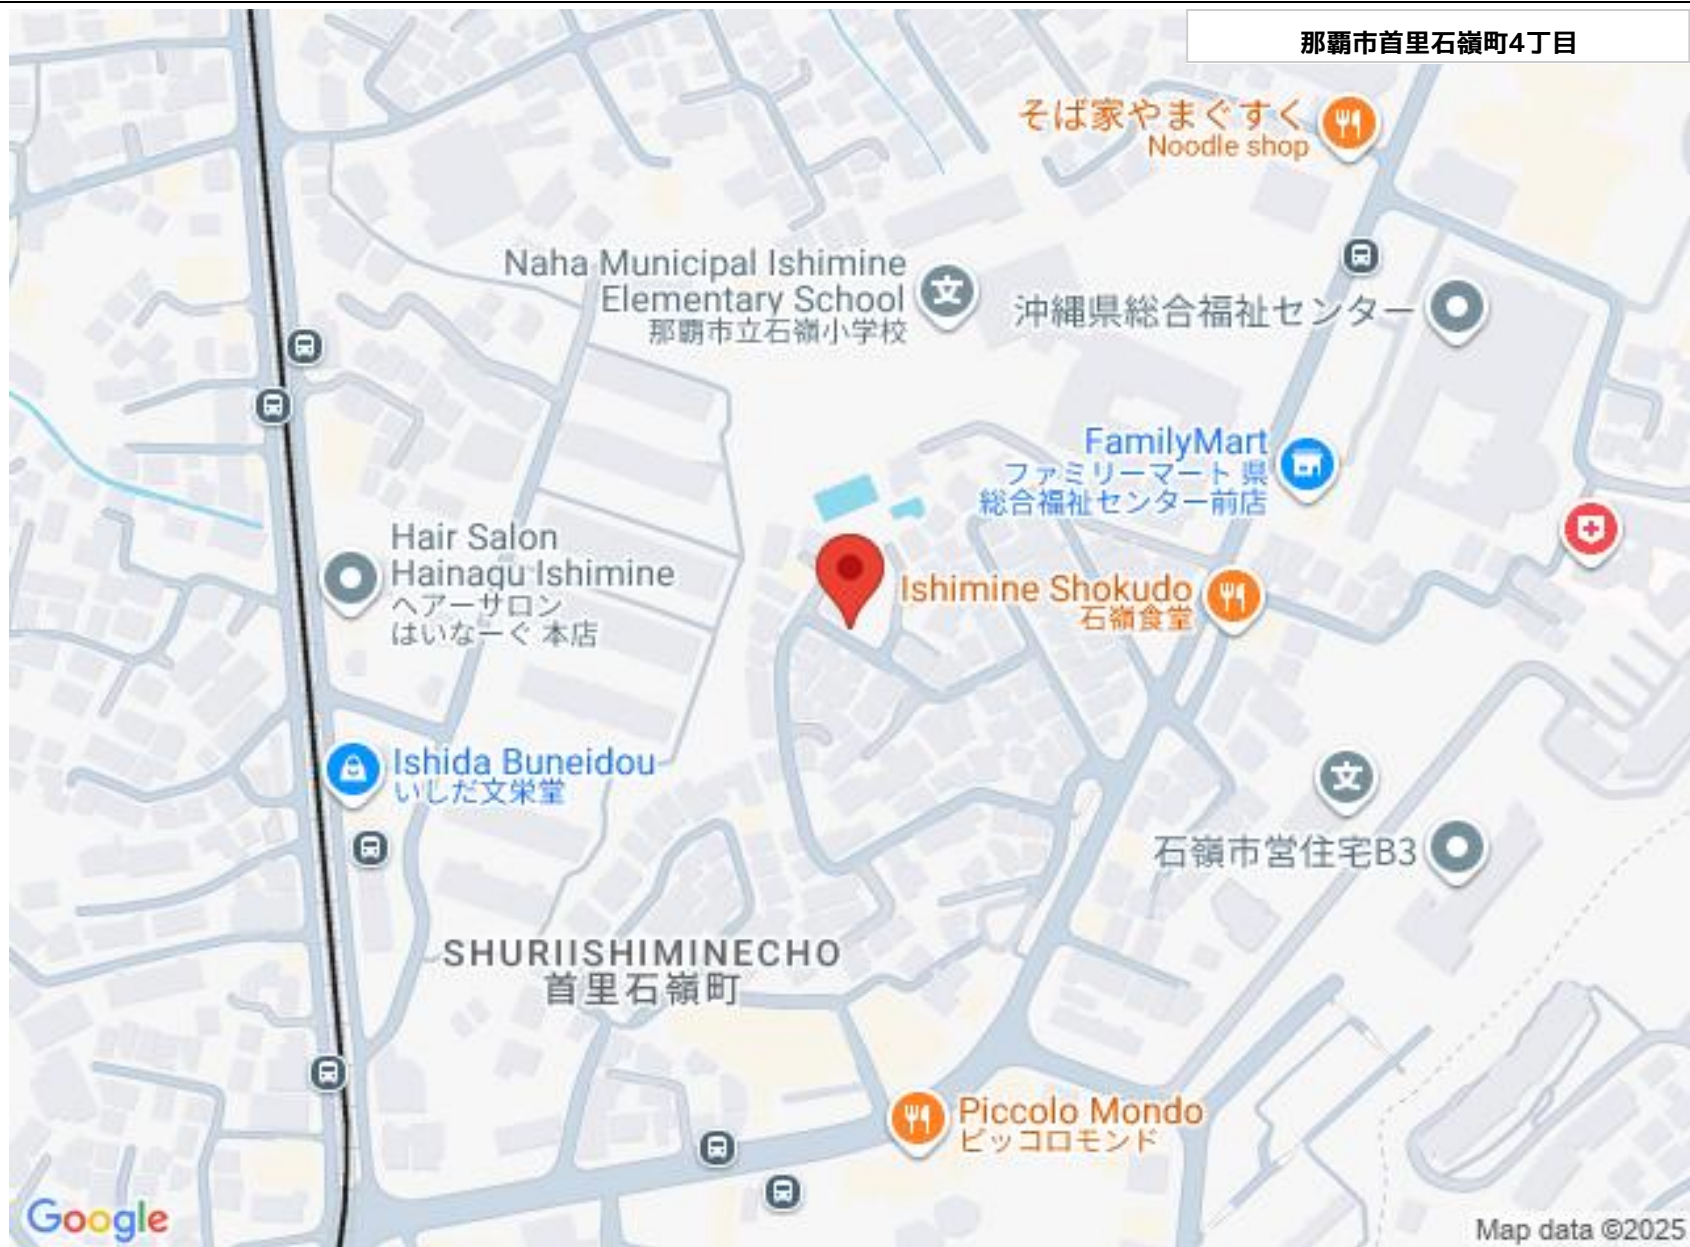 那覇市首里石嶺町4丁目
そば家やまぐすく
Noodle shop
Naha Municipal Ishimine
Elementary School
那覇市立石嶺小学校
沖縄県総合福祉センター
FamilyMart
ファミリーマート 県
総合福祉センター前店
Hair Salon
Hainagu Ishimine
ヘアーサロン
はいなーぐ 本店
Ishimine Shokudo
石嶺食堂
Ishida Buneidou
いしだ文栄堂
文
文
石嶺市営住宅B3
SHURIISHIMINECHO
首里石嶺町
Piccolo Mondo
ピッコロモンド
Google
Map data ©2025